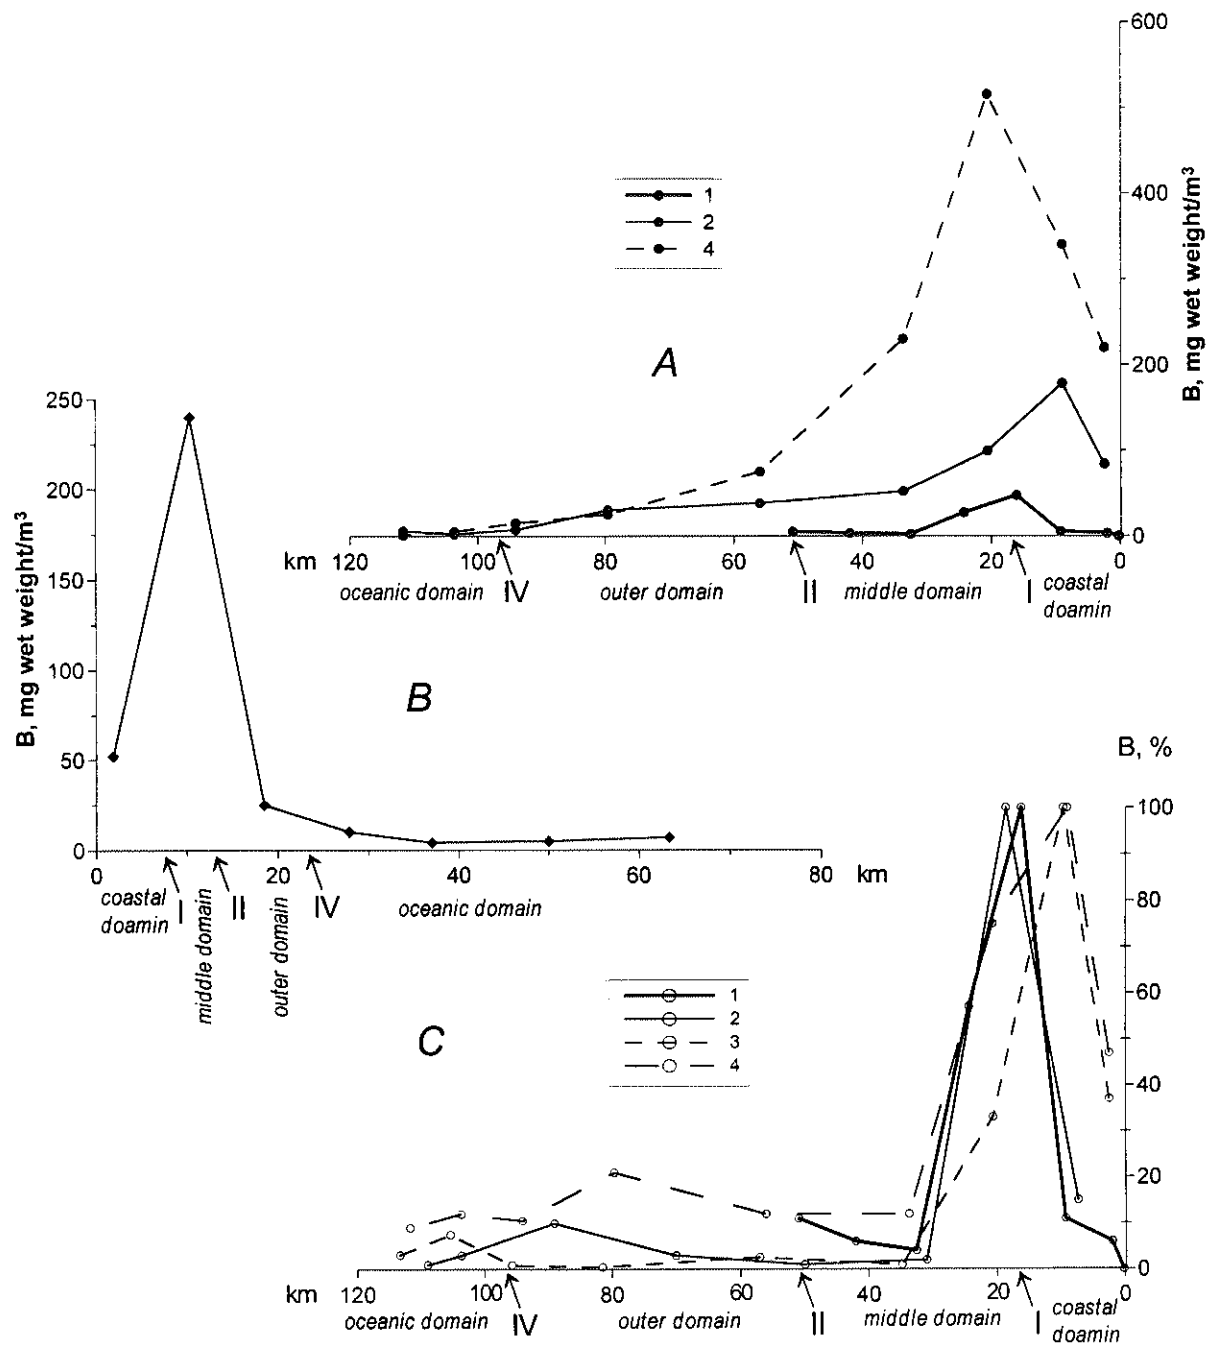 600
400
200
0
B, mg wet weight/m³
1
2
4
A
km
120
100
80
60
40
20
0
oceanic domain
IV
outer domain
II
middle domain
I
coastal
doamin
250
200
150
100
50
0
B, mg wet weight/m³
B
0
20
40
60
80
km
coastal
doamin
I
middle domain
II
outer domain
IV
oceanic domain
B, %
100
80
60
40
20
0
1
2
3
4
C
km
120
100
80
60
40
20
0
oceanic domain
IV
outer domain
II
middle domain
I
coastal
doamin